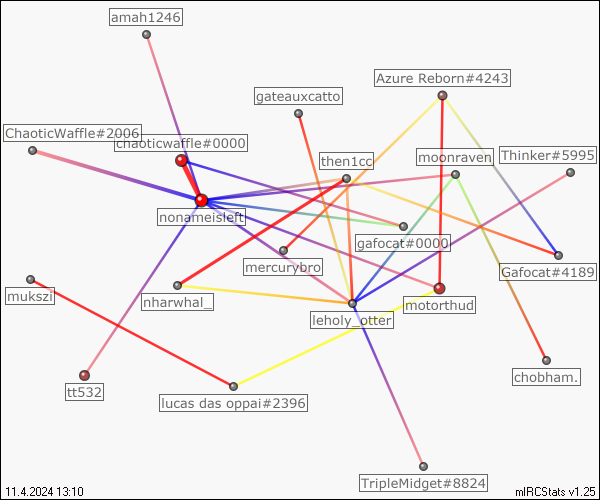 amah1246
Azure Reborn#4243
gateauxcatto
ChaoticWaffle#2006
chaoticwaffle#0000
then1cc
moonraven
Thinker#5995
nonameisleft
gafocat#0000
mercurybro
Gafocat#4189
mukszi
nharwhal_
leholy_otter
motorthud
chobham.
tt532
lucas das oppai#2396
TripleMidget#8824
11.4.2024 13:10
mIRCStats v1.25